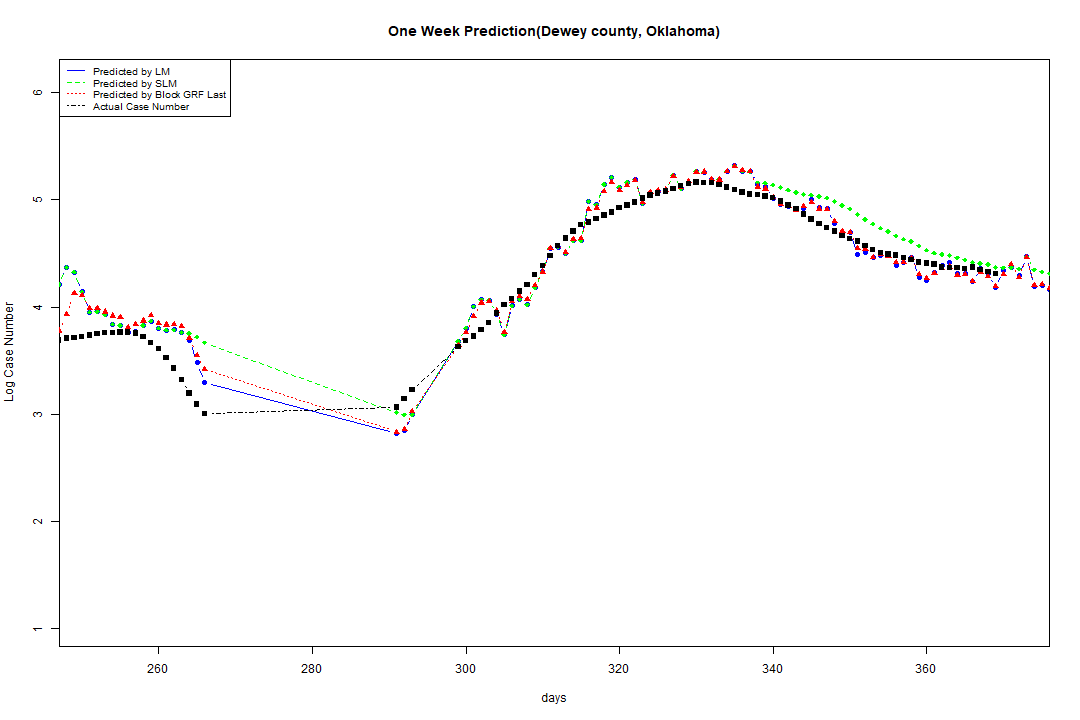 One Week Prediction(Dewey county, Oklahoma)
Predicted by LM
Predicted by SLM
Predicted by Block GRF Last
Actual Case Number
6
5
4
3
2
1
Log Case Number
260 280 300 320 340 360
days